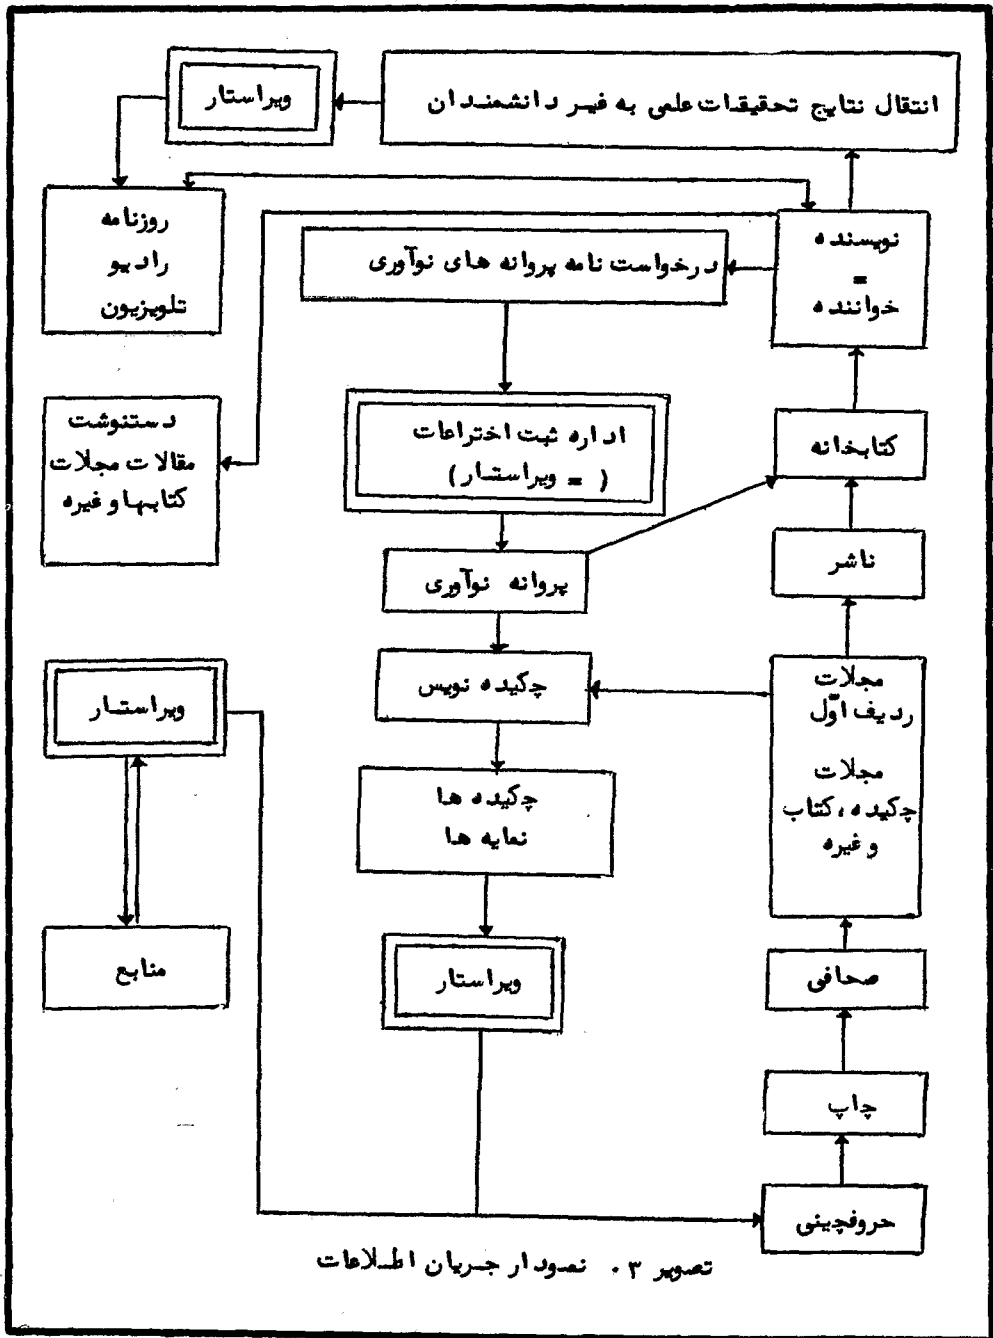 انتقال نتایج تحقیقات علمی به غیر دانشمندان
ویراستار
روزنامه
رادیو
تلویزیون
نویسنده
=
خواننده
درخواست نامه پروانه های نوآوری
دستنوشت
مقالات مجلات
کتابها و غیره
اداره ثبت اختراعات
( = ویراستار )
کتابخانه
ناشر
پروانه نوآوری
چکیده نویس
مجلات
ردیف اوّل
مجلات
چکیده ، کتاب
و غیره
ویراستار
چکیده ها
نمایه ها
منابع
ویراستار
صحافی
چاپ
حروفچینی
تصویر ۳ . نمودار جریان اطلاعات